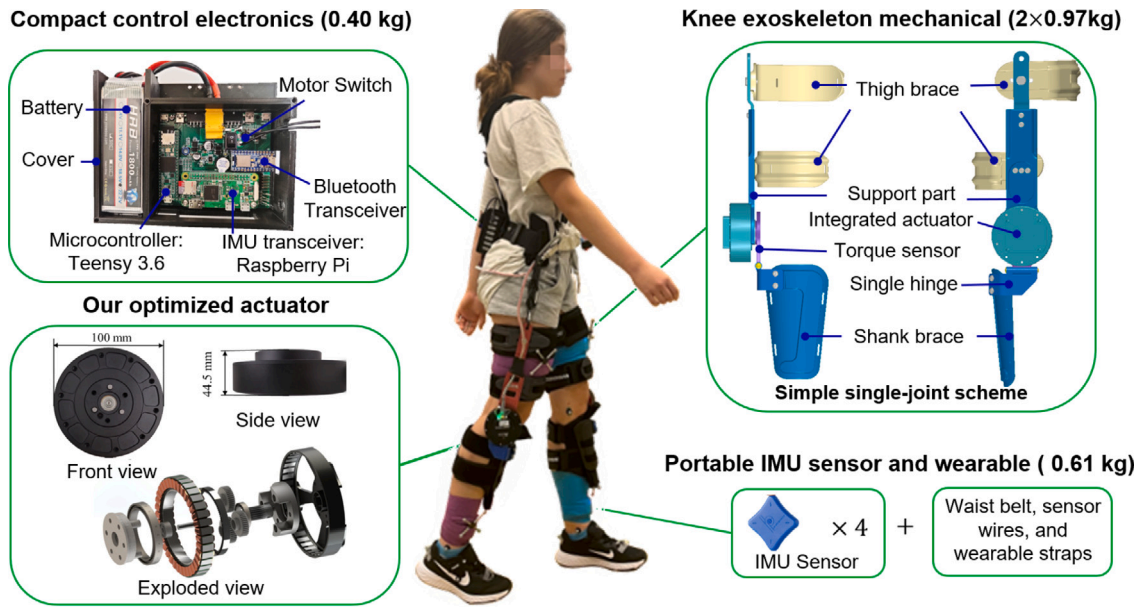 Compact control electronics (0.40 kg)
Battery
Cover
Motor Switch
Bluetooth
Transceiver
Microcontroller:
Teensy 3.6
IMU transceiver:
Raspberry Pi
Our optimized actuator
100 mm
44.5 mm
Side view
Front view
Exploded view
Knee exoskeleton mechanical (2×0.97kg)
Thigh brace
Support part
Integrated actuator
Torque sensor
Single hinge
Shank brace
Simple single-joint scheme
Portable IMU sensor and wearable ( 0.61 kg)
× 4
IMU Sensor
+
Waist belt, sensor
wires, and
wearable straps